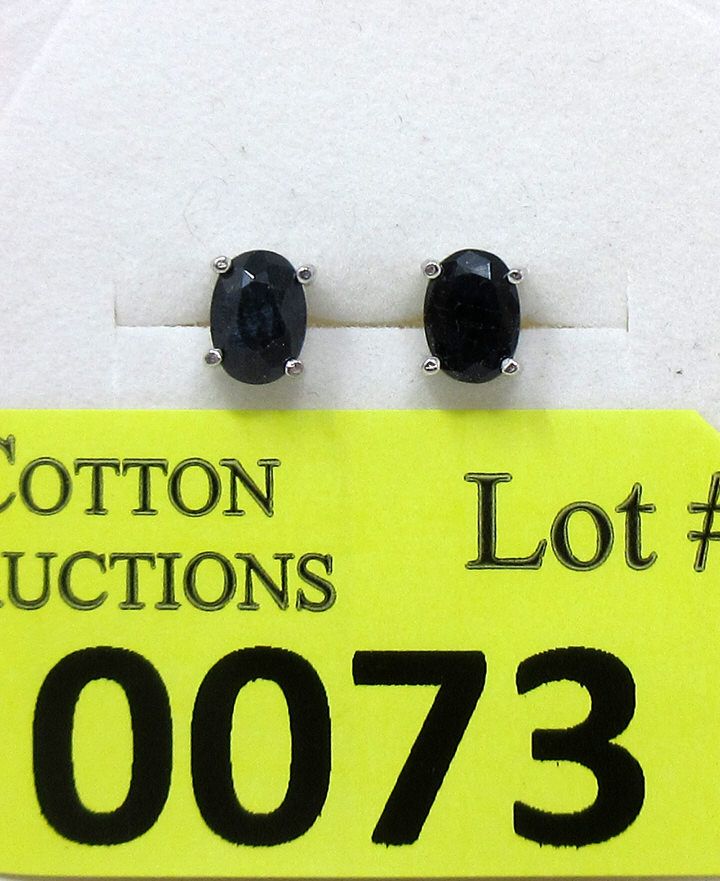 COTTON
Lot #
UCTIONS
0073